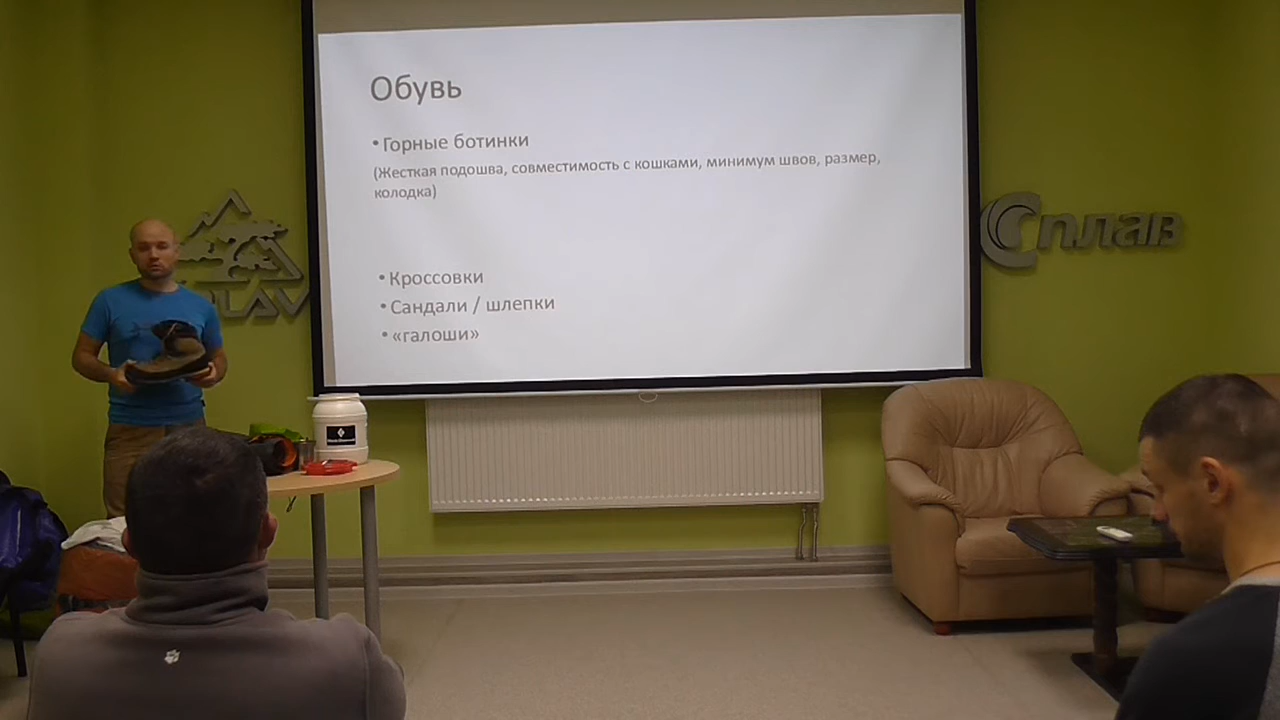 Обувь
• Горные ботинки
(Жесткая подошва, совместимость с кошками, минимум швов, размер,
колодка)
• Кроссовки
• Сандали / шлепки
• «галоши»
Сплав